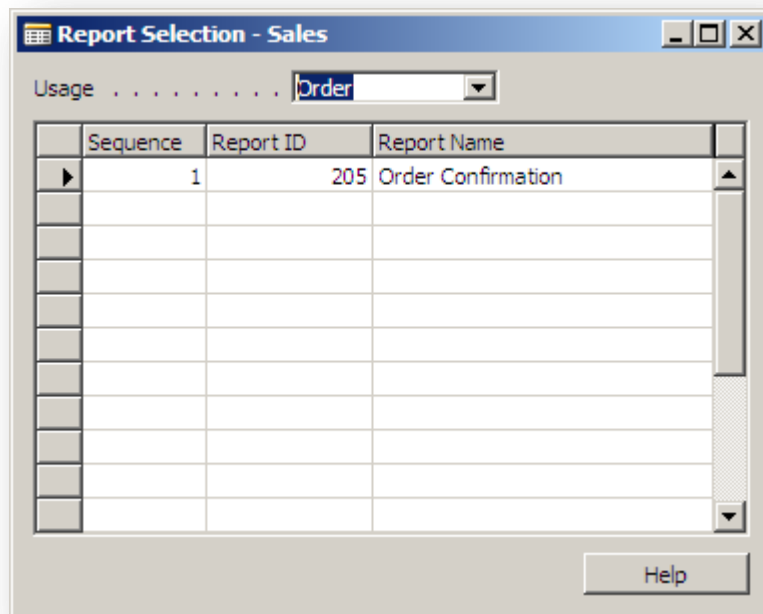 Report Selection - Sales
Usage . . . . . . . . . Order
Sequence Report ID Report Name
1 205 Order Confirmation
Help